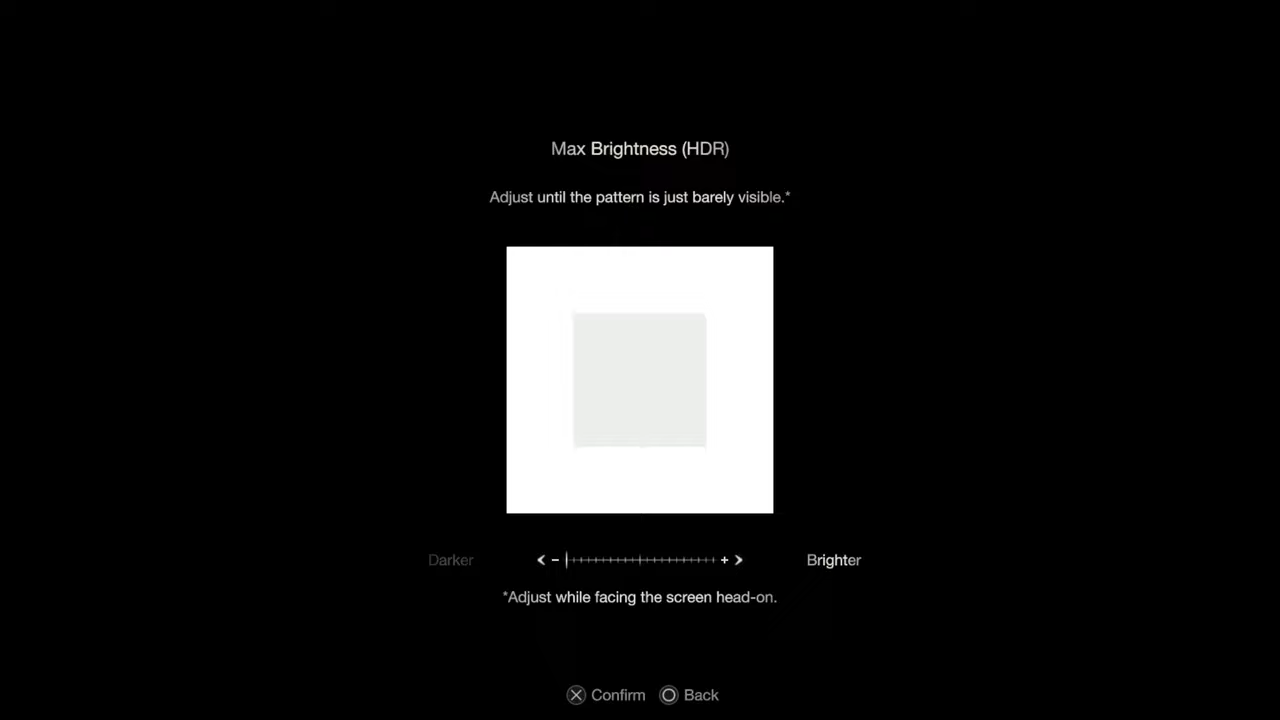 Max Brightness (HDR)
Adjust until the pattern is just barely visible.*
Darker
Brighter
*Adjust while facing the screen head-on.
Confirm Back